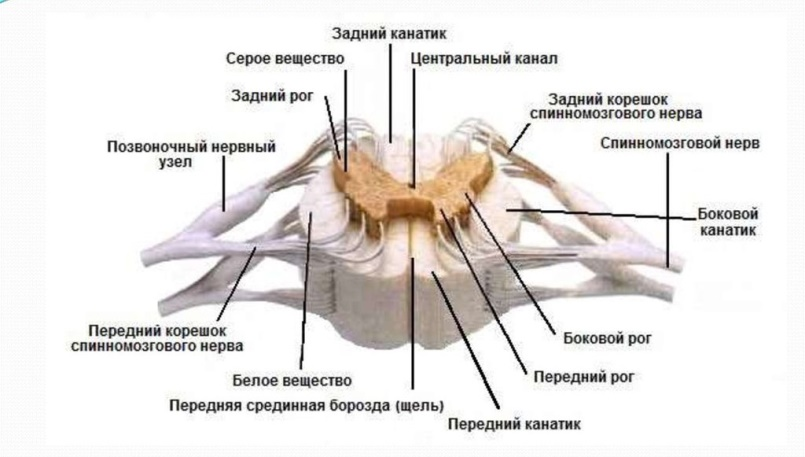 Задний канатик
Серое вещество
Центральный канал
Задний рог
Задний корешок
спинномозгового нерва
Позвоночный нервный
узел
Спинномозговой нерв
Боковой
канатик
Передний корешок
спинномозгового нерва
Боковой рог
Белое вещество
Передний рог
Передняя срединная борозда (щель)
Передний канатик